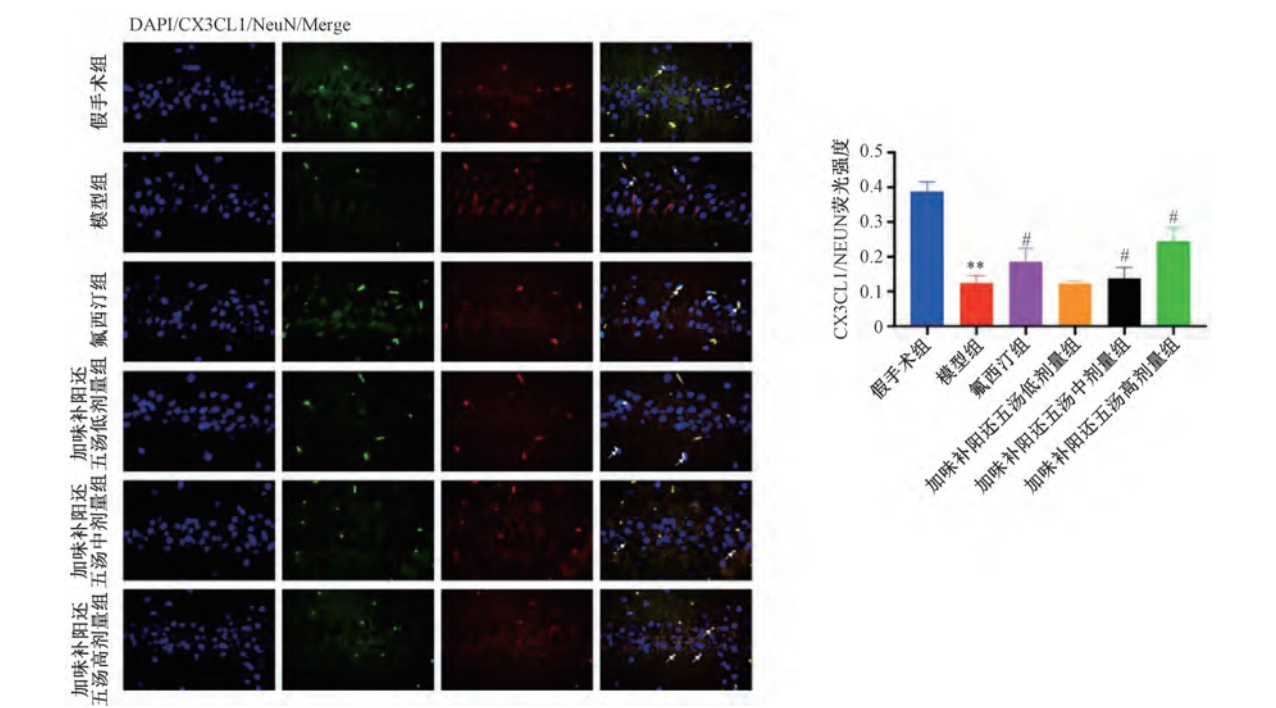 DAPI/CX3CL1/NeuN/Merge
假手术组
模型组
氟西汀组
加味补阳还
五汤低剂量组
加味补阳还
五汤中剂量组
加味补阳还
五汤高剂量组
CX3CL1/NEUN荧光强度
0.5
0.4
0.3
0.2
0.1
0
**
#
#
#
假手术组
模型组
氟西汀组
加味补阳还五汤低剂量组
加味补阳还五汤中剂量组
加味补阳还五汤高剂量组